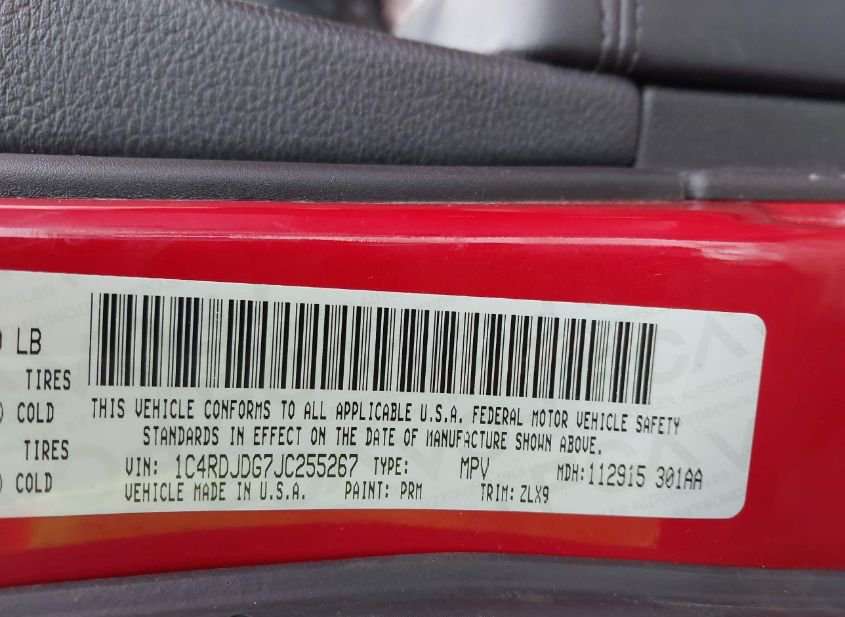 LB
TIRES
COLD
TIRES
COLD
THIS VEHICLE CONFORMS TO ALL APPLICABLE U.S.A. FEDERAL MOTOR VEHICLE SAFETY
STANDARDS IN EFFECT ON THE DATE OF MANUFACTURE SHOWN ABOVE.
VIN: 1C4RDJDG7JC255267 TYPE: MPV MDH:112915 301AA
VEHICLE MADE IN U.S.A. PAINT: PRM TRIM: ZLX9